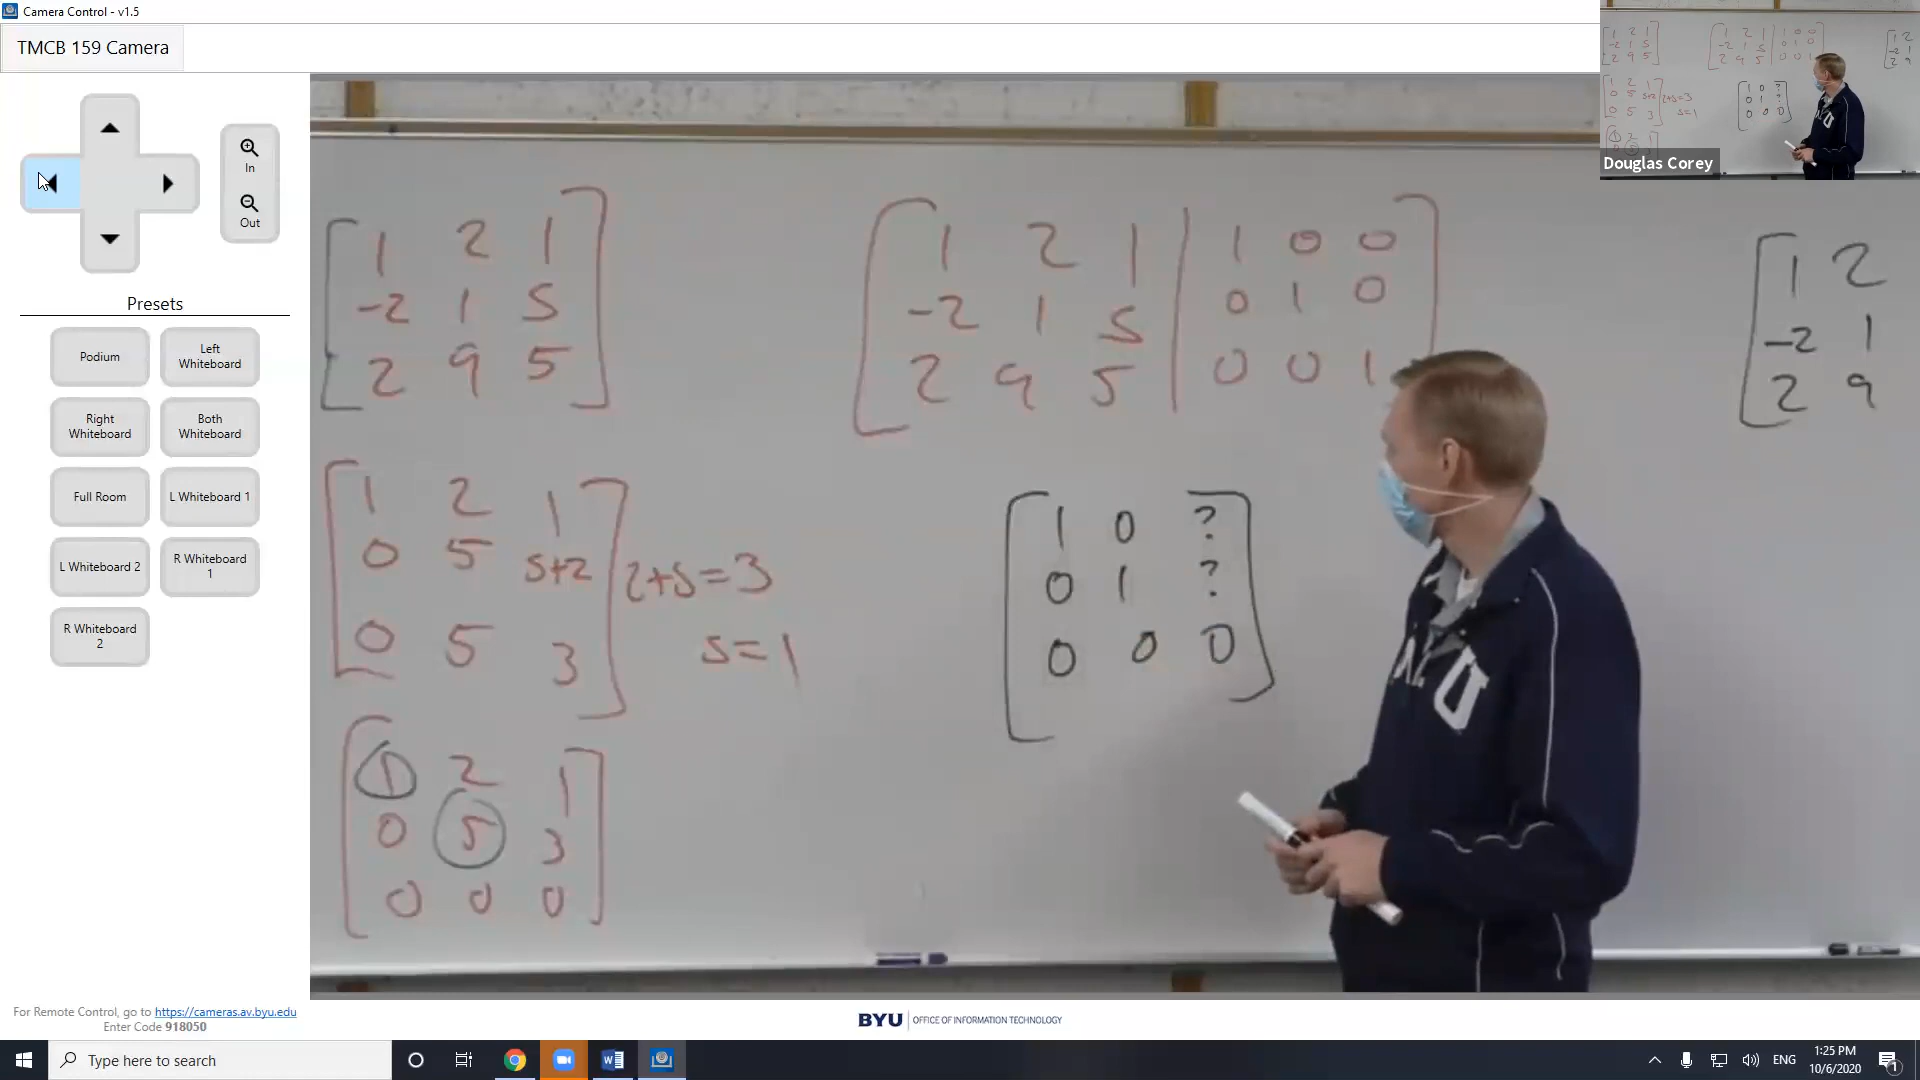 Camera Control - v1.5
TMCB 159 Camera
In
Out
Presets
Podium
Left Whiteboard
Right Whiteboard
Both Whiteboard
Full Room
L Whiteboard 1
L Whiteboard 2
R Whiteboard 1
R Whiteboard 2
For Remote Control, go to https://cameras.av.byu.edu
Enter Code 918050
1 2 1
-2 1 s
2 9 5
1 2 1
0 5 s+2
0 5 3
2+s=3
s=1
1 2 1
0 5 3
0 0 0
1 2 1 | 1 0 0
-2 1 s | 0 1 0
2 9 5 | 0 0 1
1 0 ?
0 1 ?
0 0 0
1 2
-2 1
2 9
U
Douglas Corey
BYU OFFICE OF INFORMATION TECHNOLOGY
Type here to search
ENG
1:25 PM
10/6/2020
1